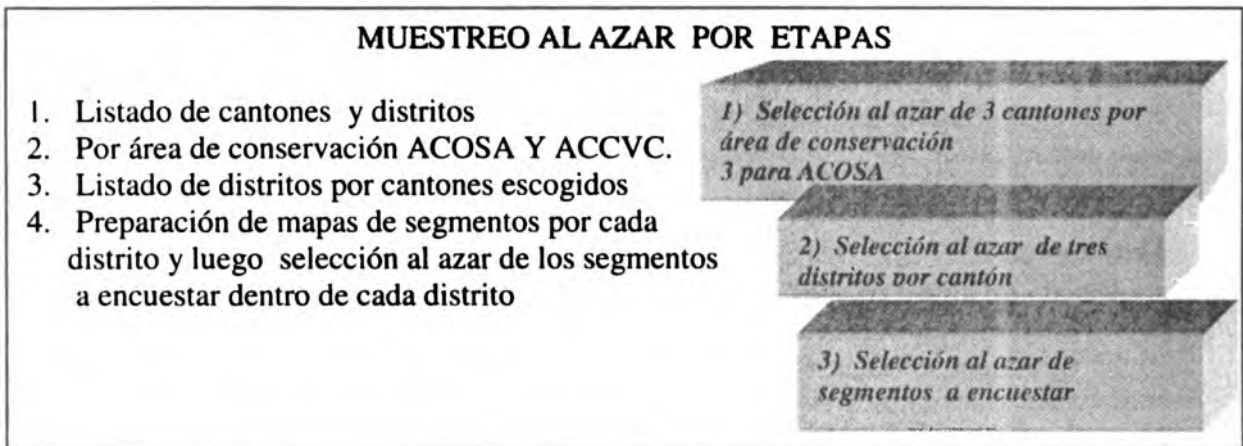 MUESTREO AL AZAR POR ETAPAS
1. Listado de cantones y distritos
2. Por área de conservación ACOSA Y ACCVC.
3. Listado de distritos por cantones escogidos
4. Preparación de mapas de segmentos por cada
distrito y luego selección al azar de los segmentos
a encuestar dentro de cada distrito
1) Selección al azar de 3 cantones por
área de conservación
3 para ACOSA
2) Selección al azar de tres
distritos por cantón
3) Selección al azar de
segmentos a encuestar